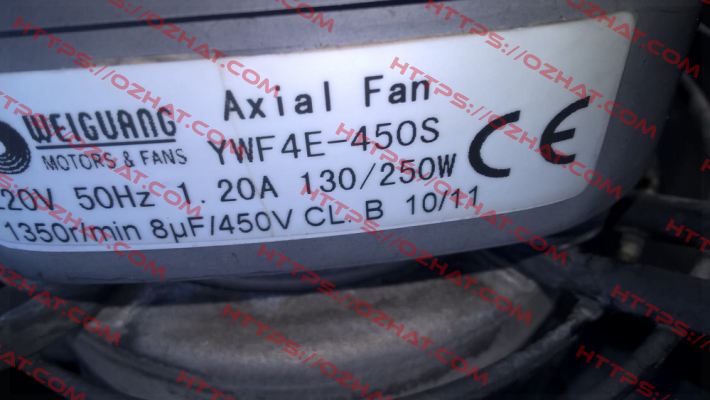 Axial Fan
WEIGUANG
MOTORS & FANS
YWF4E-450S
CE
20V 50Hz 1.20A 130/250W
1350r/min 8µF/450V CL.B 10/11
HTTPS://OZHAT.COM